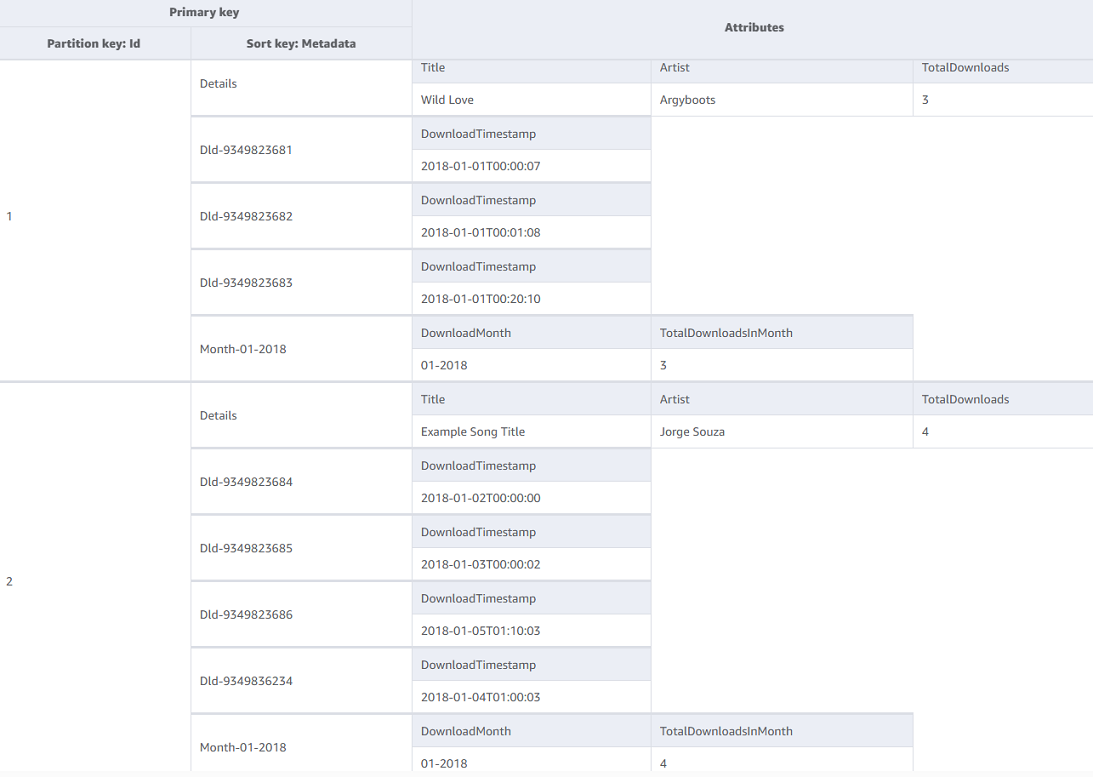 Primary key
Attributes
Partition key: Id Sort key: Metadata
Title Artist TotalDownloads
Details
Wild Love Argyboots 3
DownloadTimestamp
Dld-9349823681
2018-01-01T00:00:07
DownloadTimestamp
1
Dld-9349823682
2018-01-01T00:01:08
DownloadTimestamp
Dld-9349823683
2018-01-01T00:20:10
DownloadMonth TotalDownloadsInMonth
Month-01-2018
01-2018 3
Title Artist TotalDownloads
Details
Example Song Title Jorge Souza 4
DownloadTimestamp
Dld-9349823684
2018-01-02T00:00:00
DownloadTimestamp
Dld-9349823685
2018-01-03T00:00:02
2
DownloadTimestamp
Dld-9349823686
2018-01-05T01:10:03
DownloadTimestamp
Dld-9349836234
2018-01-04T01:00:03
DownloadMonth TotalDownloadsInMonth
Month-01-2018
01-2018 4